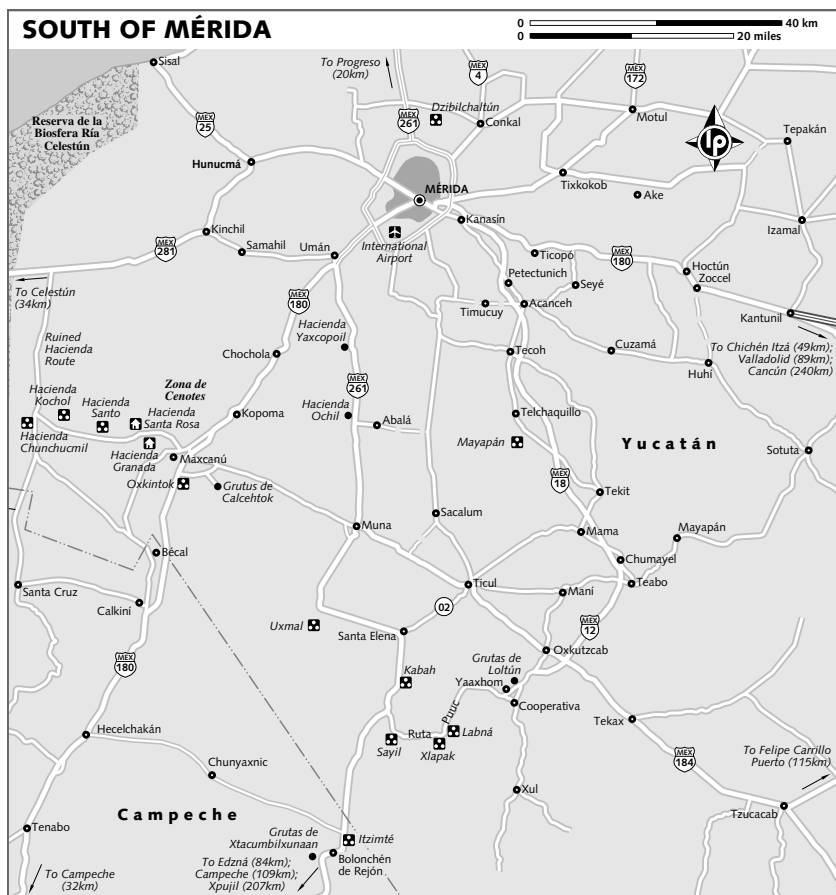 SOUTH OF MÉRIDA
0 40 km
0 20 miles
Sisal
To Progreso
(20km)
MEX
4
MEX
172
Reserva de la
Biosfera Ría
Celestún
MEX
25
MEX
261
Dzibilchaltún
Conkal
Motul
lp
Tepakán
Hunucmá
MÉRIDA
Tixkokob
Ake
Kanasín
Izamal
Kinchil
MEX
281
Samahil
Umán
International
Airport
Ticopó
MEX
180
Hoctún
Zoccel
To Celestún
(34km)
Petectunich
Seyé
MEX
180
Timucuy
Acanceh
Kantunil
Hacienda
Yaxcopoil
Ruined
Hacienda
Route
Chochola
Tecoh
Cuzamá
To Chichén Itzá (49km);
Valladolid (89km);
Cancún (240km)
Huhí
Zona de
Cenotes
MEX
261
Hacienda
Kochol
Hacienda
Santo
Hacienda
Santa Rosa
Kopoma
Hacienda
Ochil
Abalá
Telchaquillo
Hacienda
Chunchucmil
Hacienda
Granada
Maxcanú
Mayapán
Yucatán
Sotuta
Oxkintok
Grutus de
Calcehtok
MEX
18
Tekit
Muna
Sacalum
Mama
Mayapán
Bécal
Chumayel
Santa Cruz
Ticul
Maní
Teabo
Calkiní
02
Uxmal
Santa Elena
MEX
12
MEX
180
Kabah
Grutas de
Loltún
Oxkutzcab
Yaaxhom
Cooperativa
Hecelchakán
Ruta Puuc
Labná
Sayil
Xlapak
Tekax
MEX
184
To Felipe Carrillo
Puerto (115km)
Chunyaxnic
Xul
Campeche
Tzucacab
Tenabo
Grutas de
Xtacumbilxunaan
Itzimté
To Edzná (84km);
Campeche (109km);
Xpujil (207km)
Bolonchén
de Rejón
To Campeche
(32km)